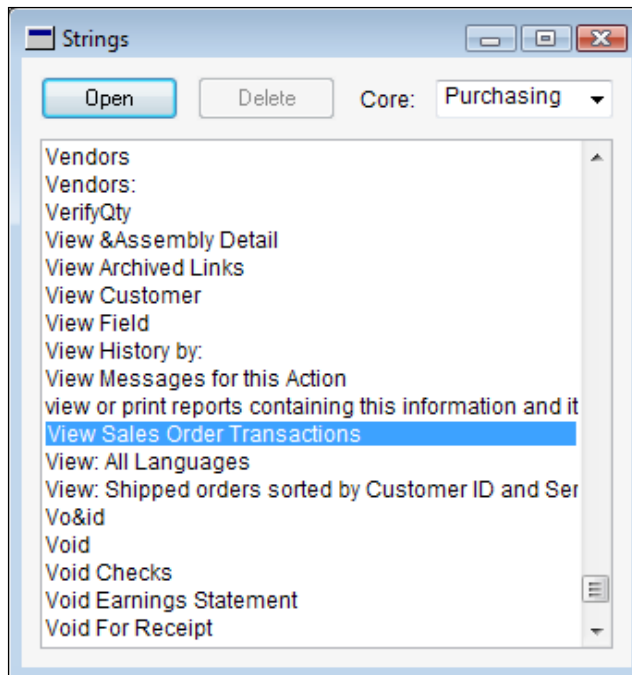 Strings
Open Delete Core: Purchasing
Vendors
Vendors:
VerifyQty
View &Assembly Detail
View Archived Links
View Customer
View Field
View History by:
View Messages for this Action
view or print reports containing this information and it
View Sales Order Transactions
View: All Languages
View: Shipped orders sorted by Customer ID and Ser
Vo&id
Void
Void Checks
Void Earnings Statement
Void For Receipt